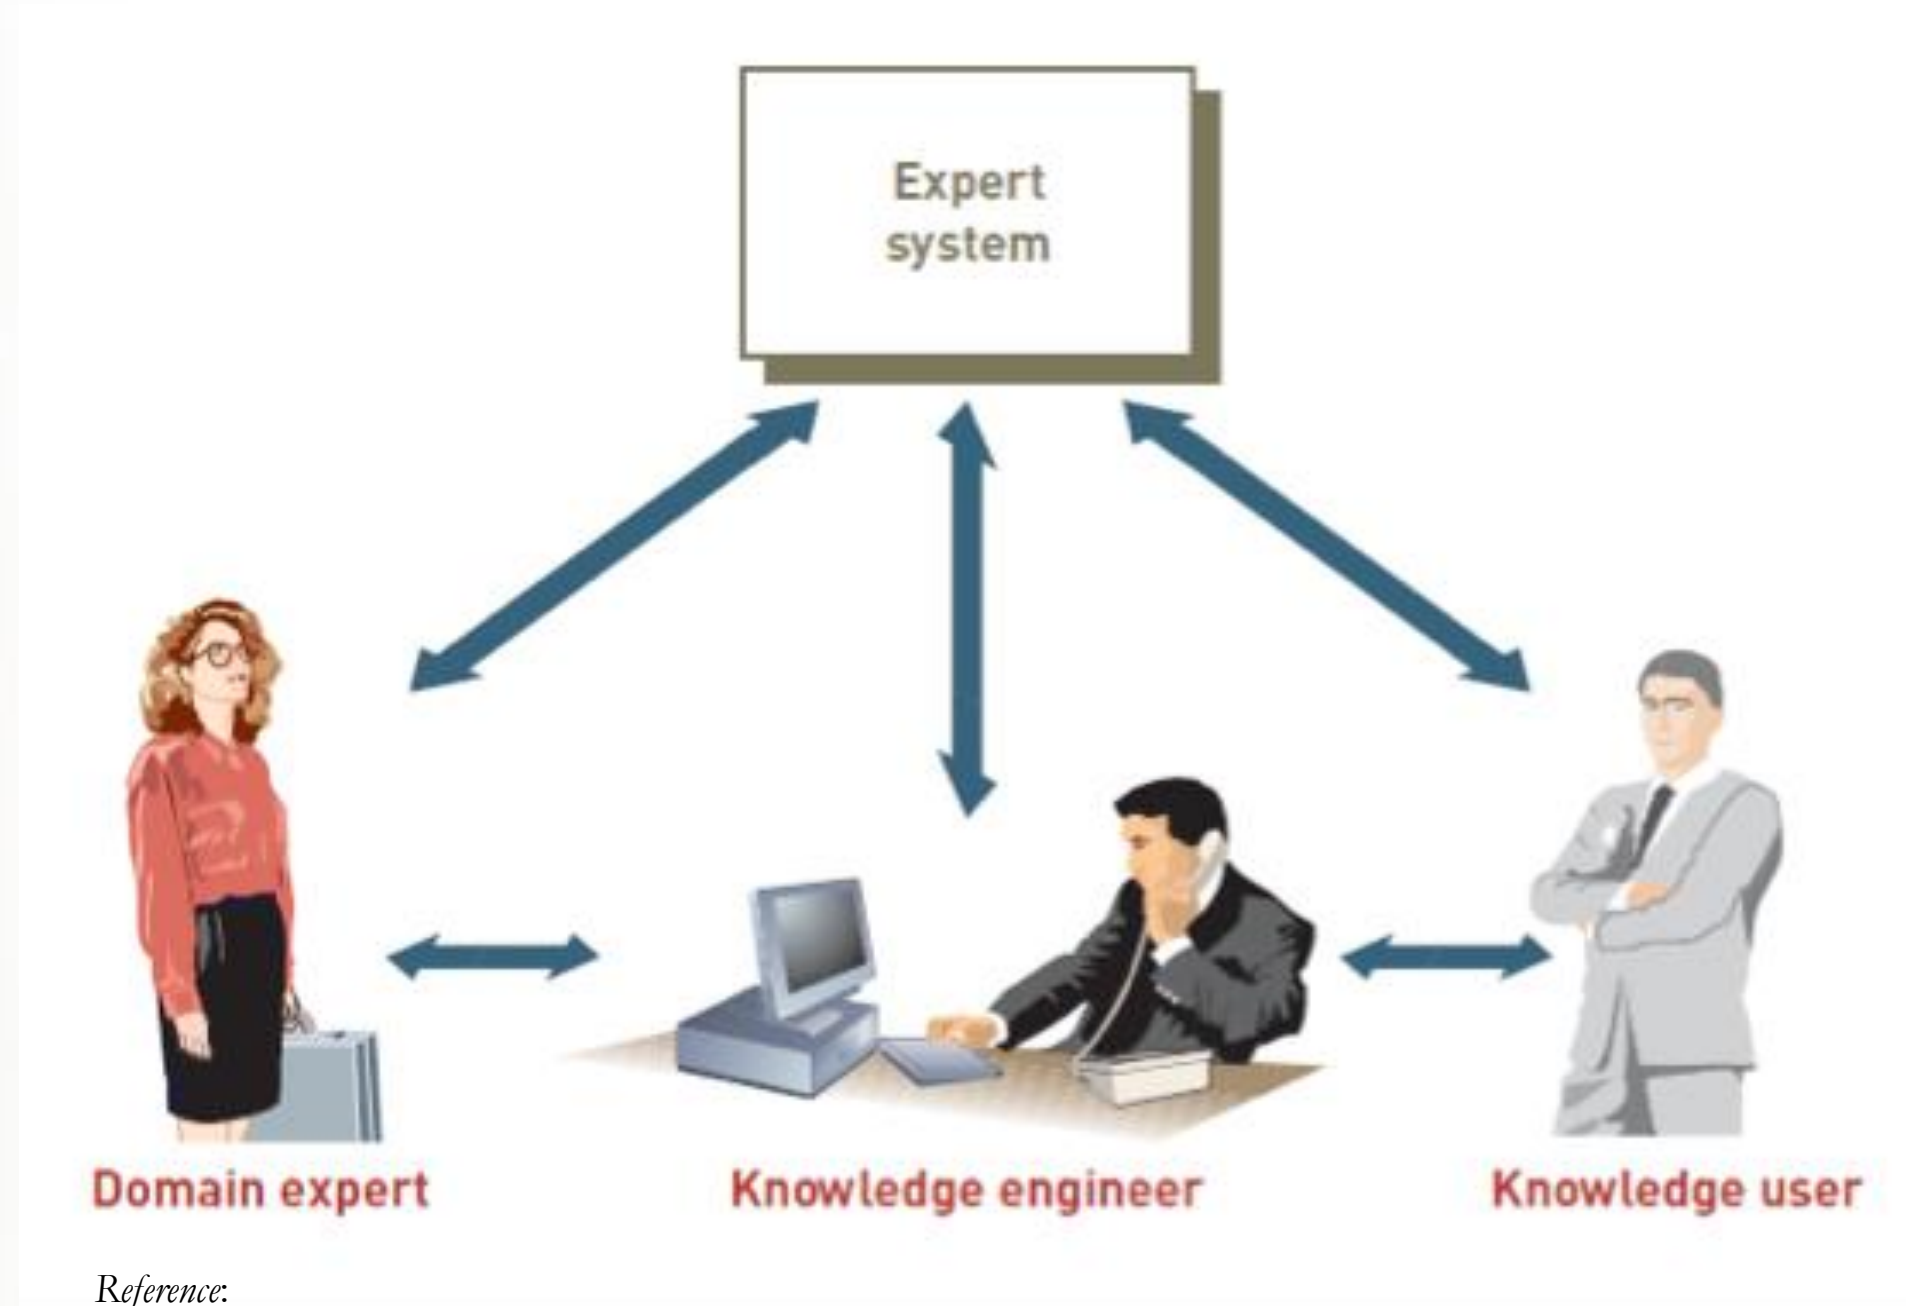 Expert
system
Domain expert
Knowledge engineer
Knowledge user
Reference: